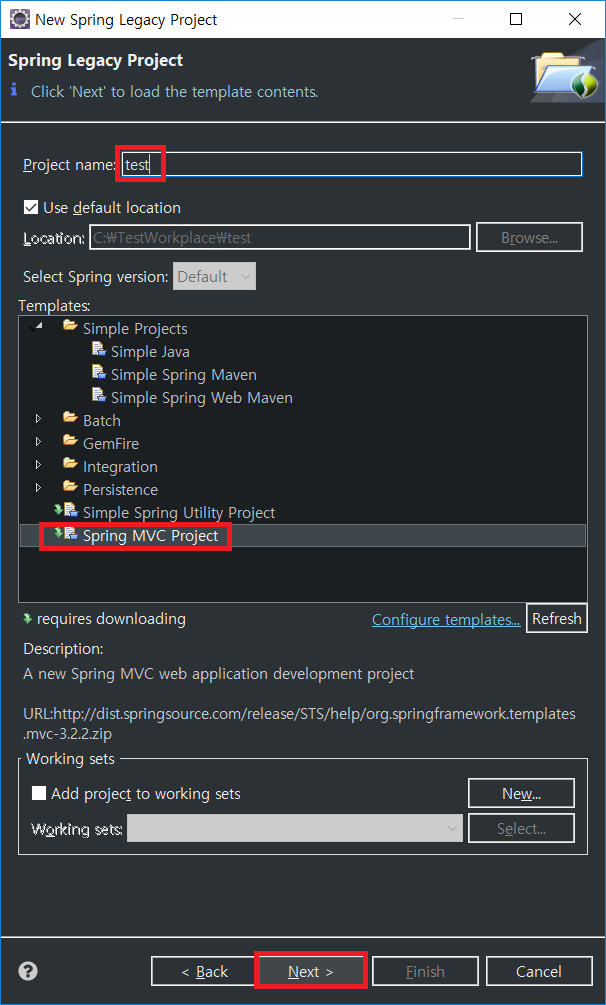 New Spring Legacy Project
Spring Legacy Project
Click 'Next' to load the template contents.
Project name: test
Use default location
Location: C:₩TestWorkplace₩test Browse...
Select Spring version: Default
Templates:
Simple Projects
Simple Java
Simple Spring Maven
Simple Spring Web Maven
Batch
GemFire
Integration
Persistence
Simple Spring Utility Project
Spring MVC Project
requires downloading Configure templates... Refresh
Description:
A new Spring MVC web application development project
URL:http://dist.springsource.com/release/STS/help/org.springframework.templates
.mvc-3.2.2.zip
Working sets
Add project to working sets New...
Working sets: Select...
? < Back Next > Finish Cancel